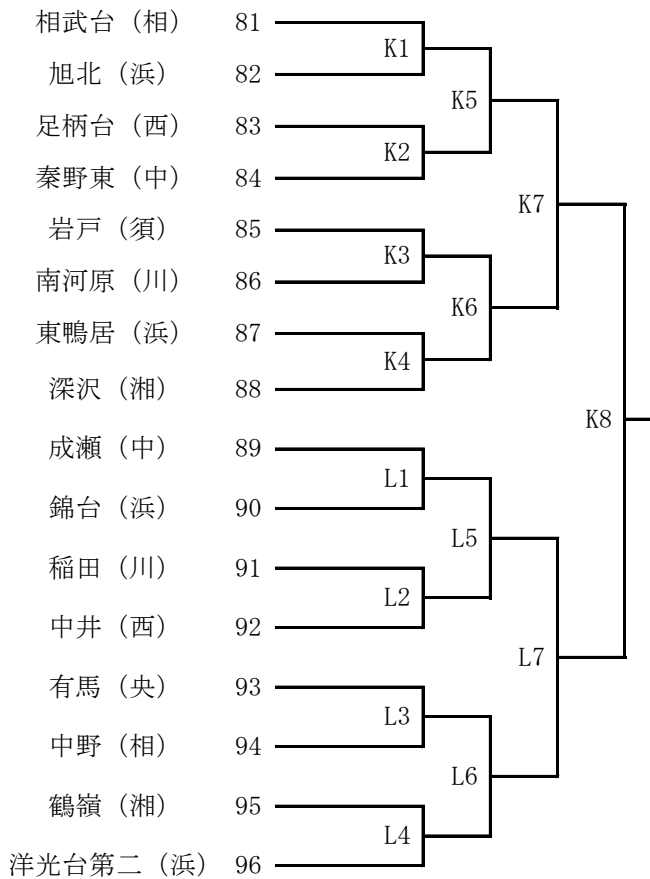 相武台（相） 81
K1
旭北（浜） 82
K5
足柄台（西） 83
K2
秦野東（中） 84
K7
岩戸（須） 85
K3
南河原（川） 86
K6
東鴨居（浜） 87
K4
深沢（湘） 88
K8
成瀬（中） 89
L1
錦台（浜） 90
L5
稲田（川） 91
L2
中井（西） 92
L7
有馬（央） 93
L3
中野（相） 94
L6
鶴嶺（湘） 95
L4
洋光台第二（浜） 96